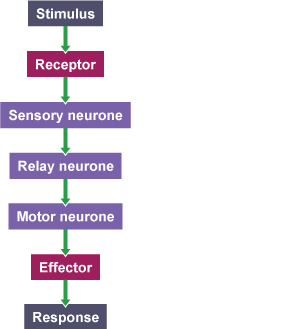 Stimulus
Receptor
Sensory neurone
Relay neurone
Motor neurone
Effector
Response